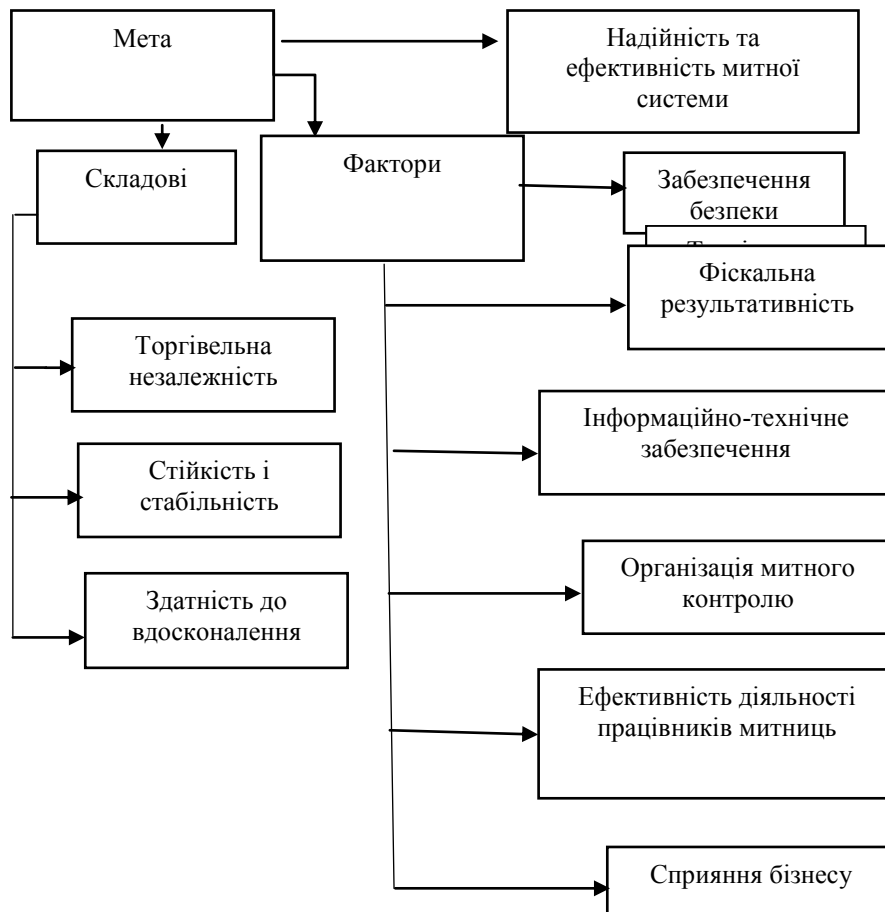 Мета
Надійність та
ефективність митної
системи
Складові
Фактори
Забезпечення
безпеки
Фіскальна
результативність
Торгівельна
незалежність
Інформаційно-технічне
забезпечення
Стійкість і
стабільність
Організація митного
контролю
Здатність до
вдосконалення
Ефективність діяльності
працівників митниць
Сприяння бізнесу